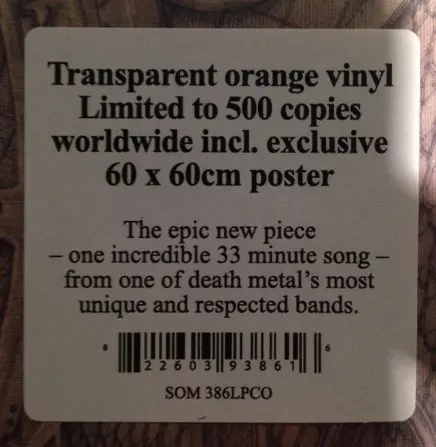 Transparent orange vinyl
Limited to 500 copies
worldwide incl. exclusive
60 x 60cm poster
The epic new piece
– one incredible 33 minute song –
from one of death metal's most
unique and respected bands.
8 22603 93861 6
SOM 386LPCO